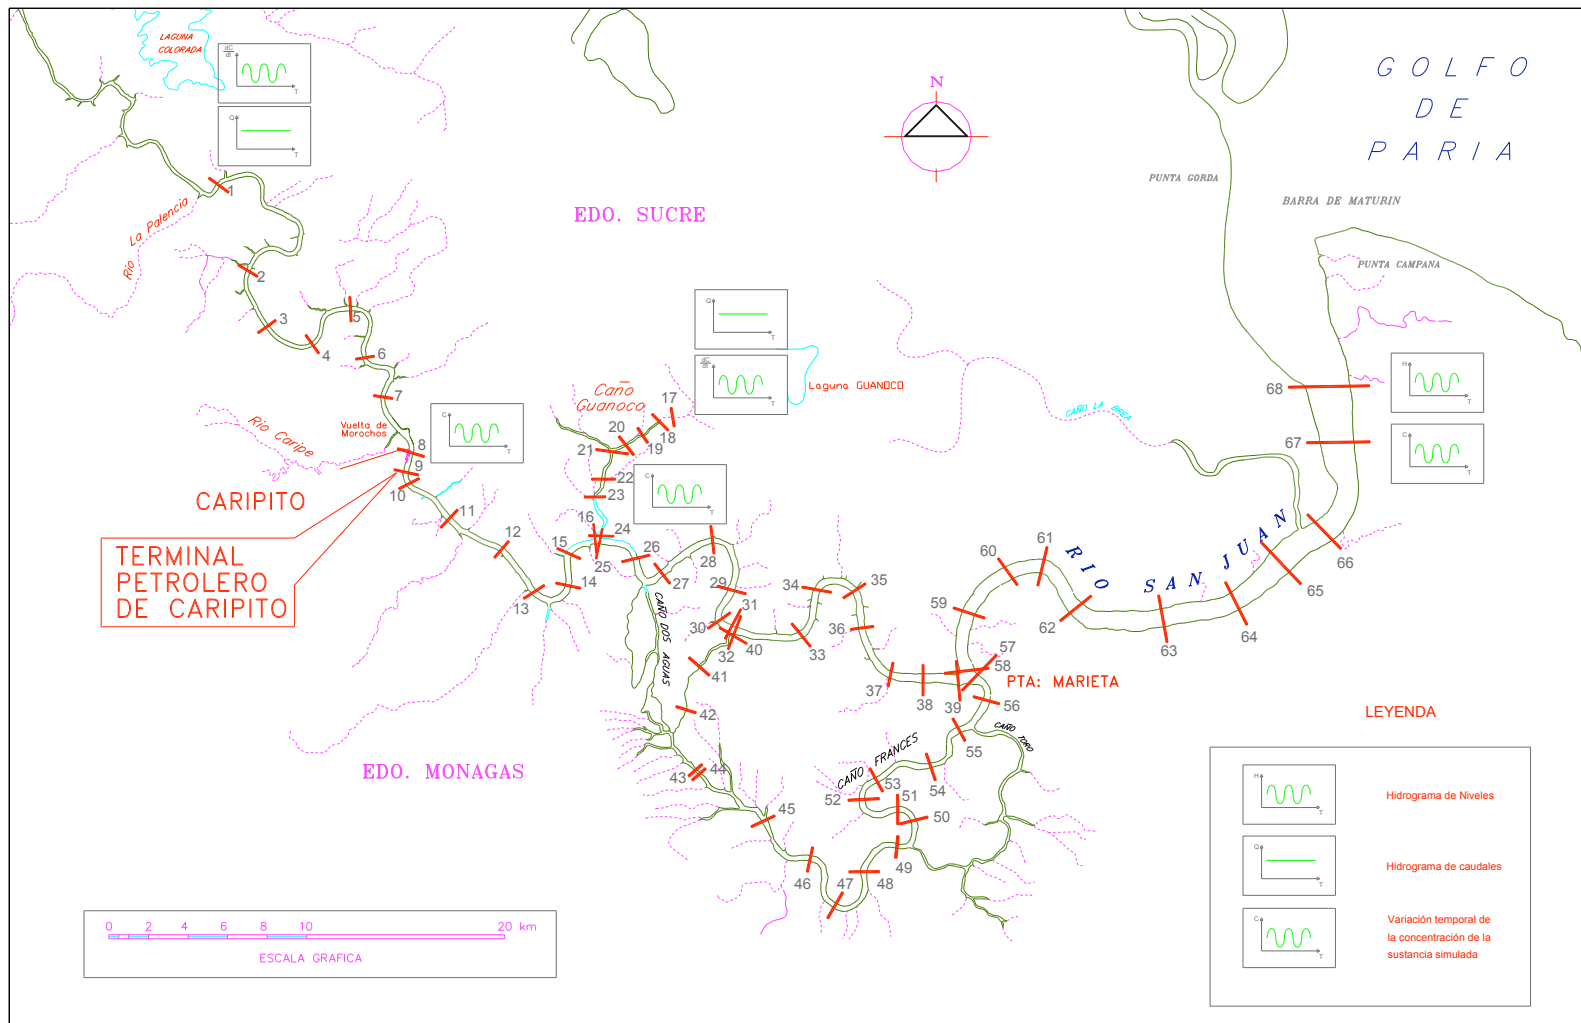 LAGUNA
COLORADA
dC
dt
T
Q
T
GOLFO
DE
PARIA
N
PUNTA GORDA
BARRA DE MATURIN
PUNTA CAMPANA
EDO. SUCRE
Rio La Palencia
1
2
3
4
5
6
7
8
9
10
11
12
13
14
15
16
17
18
19
20
21
22
23
24
25
26
27
28
29
30
31
32
33
34
35
36
37
38
39
40
41
42
43
44
45
46
47
48
49
50
51
52
53
54
55
56
57
58
59
60
61
62
63
64
65
66
67
68
Q
T
dC
dt
T
Laguna GUANOCO
Caño
Guanoco
Vuelta de
Morochos
Rio Caripe
C
T
C
T
H
T
C
T
CAÑO LA BREA
CARIPITO
TERMINAL
PETROLERO
DE CARIPITO
RIO SAN JUAN
CAÑO DOS AGUAS
PTA: MARIETA
CAÑO FRANCES
CAÑO TORO
EDO. MONAGAS
LEYENDA
H
T
Hidrograma de Niveles
Q
T
Hidrograma de caudales
C
T
Variación temporal de
la concentración de la
sustancia simulada
0 2 4 6 8 10 20 km
ESCALA GRAFICA